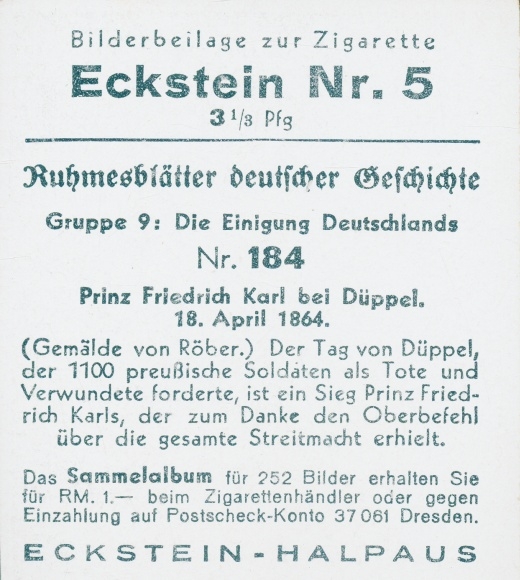 Bilderbeilage zur Zigarette
Eckstein Nr. 5
3 1/3 Pfg
Ruhmesblätter deutscher Geschichte
Gruppe 9: Die Einigung Deutschlands
Nr. 184
Prinz Friedrich Karl bei Düppel.
18. April 1864.
(Gemälde von Röber.) Der Tag von Düppel,
der 1100 preußische Soldaten als Tote und
Verwundete forderte, ist ein Sieg Prinz Fried-
rich Karls, der zum Danke den Oberbefehl
über die gesamte Streitmacht erhielt.
Das Sammelalbum für 252 Bilder erhalten Sie
für RM. 1.— beim Zigarettenhändler oder gegen
Einzahlung auf Postscheck-Konto 37 061 Dresden.
ECKSTEIN-HALPAUS